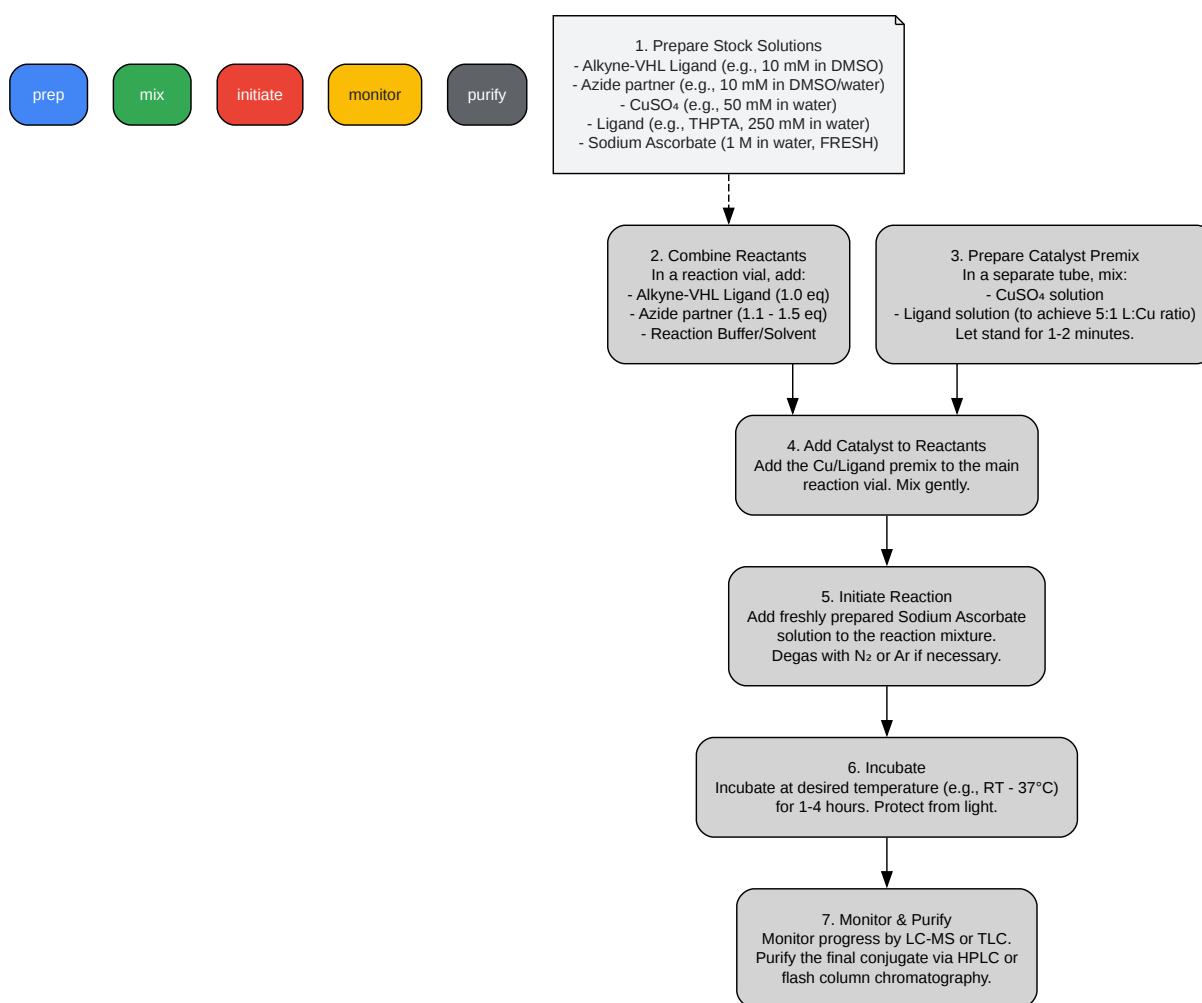 prep
mix
initiate
monitor
purify
1. Prepare Stock Solutions
- Alkyne-VHL Ligand (e.g., 10 mM in DMSO)
- Azide partner (e.g., 10 mM in DMSO/water)
- CuSO₄ (e.g., 50 mM in water)
- Ligand (e.g., THPTA, 250 mM in water)
- Sodium Ascorbate (1 M in water, FRESH)
2. Combine Reactants
In a reaction vial, add:
- Alkyne-VHL Ligand (1.0 eq)
- Azide partner (1.1 - 1.5 eq)
- Reaction Buffer/Solvent
3. Prepare Catalyst Premix
In a separate tube, mix:
- CuSO₄ solution
- Ligand solution (to achieve 5:1 L:Cu ratio)
Let stand for 1-2 minutes.
4. Add Catalyst to Reactants
Add the Cu/Ligand premix to the main
reaction vial. Mix gently.
5. Initiate Reaction
Add freshly prepared Sodium Ascorbate
solution to the reaction mixture.
Degas with N₂ or Ar if necessary.
6. Incubate
Incubate at desired temperature (e.g., RT - 37°C)
for 1-4 hours. Protect from light.
7. Monitor & Purify
Monitor progress by LC-MS or TLC.
Purify the final conjugate via HPLC or
flash column chromatography.